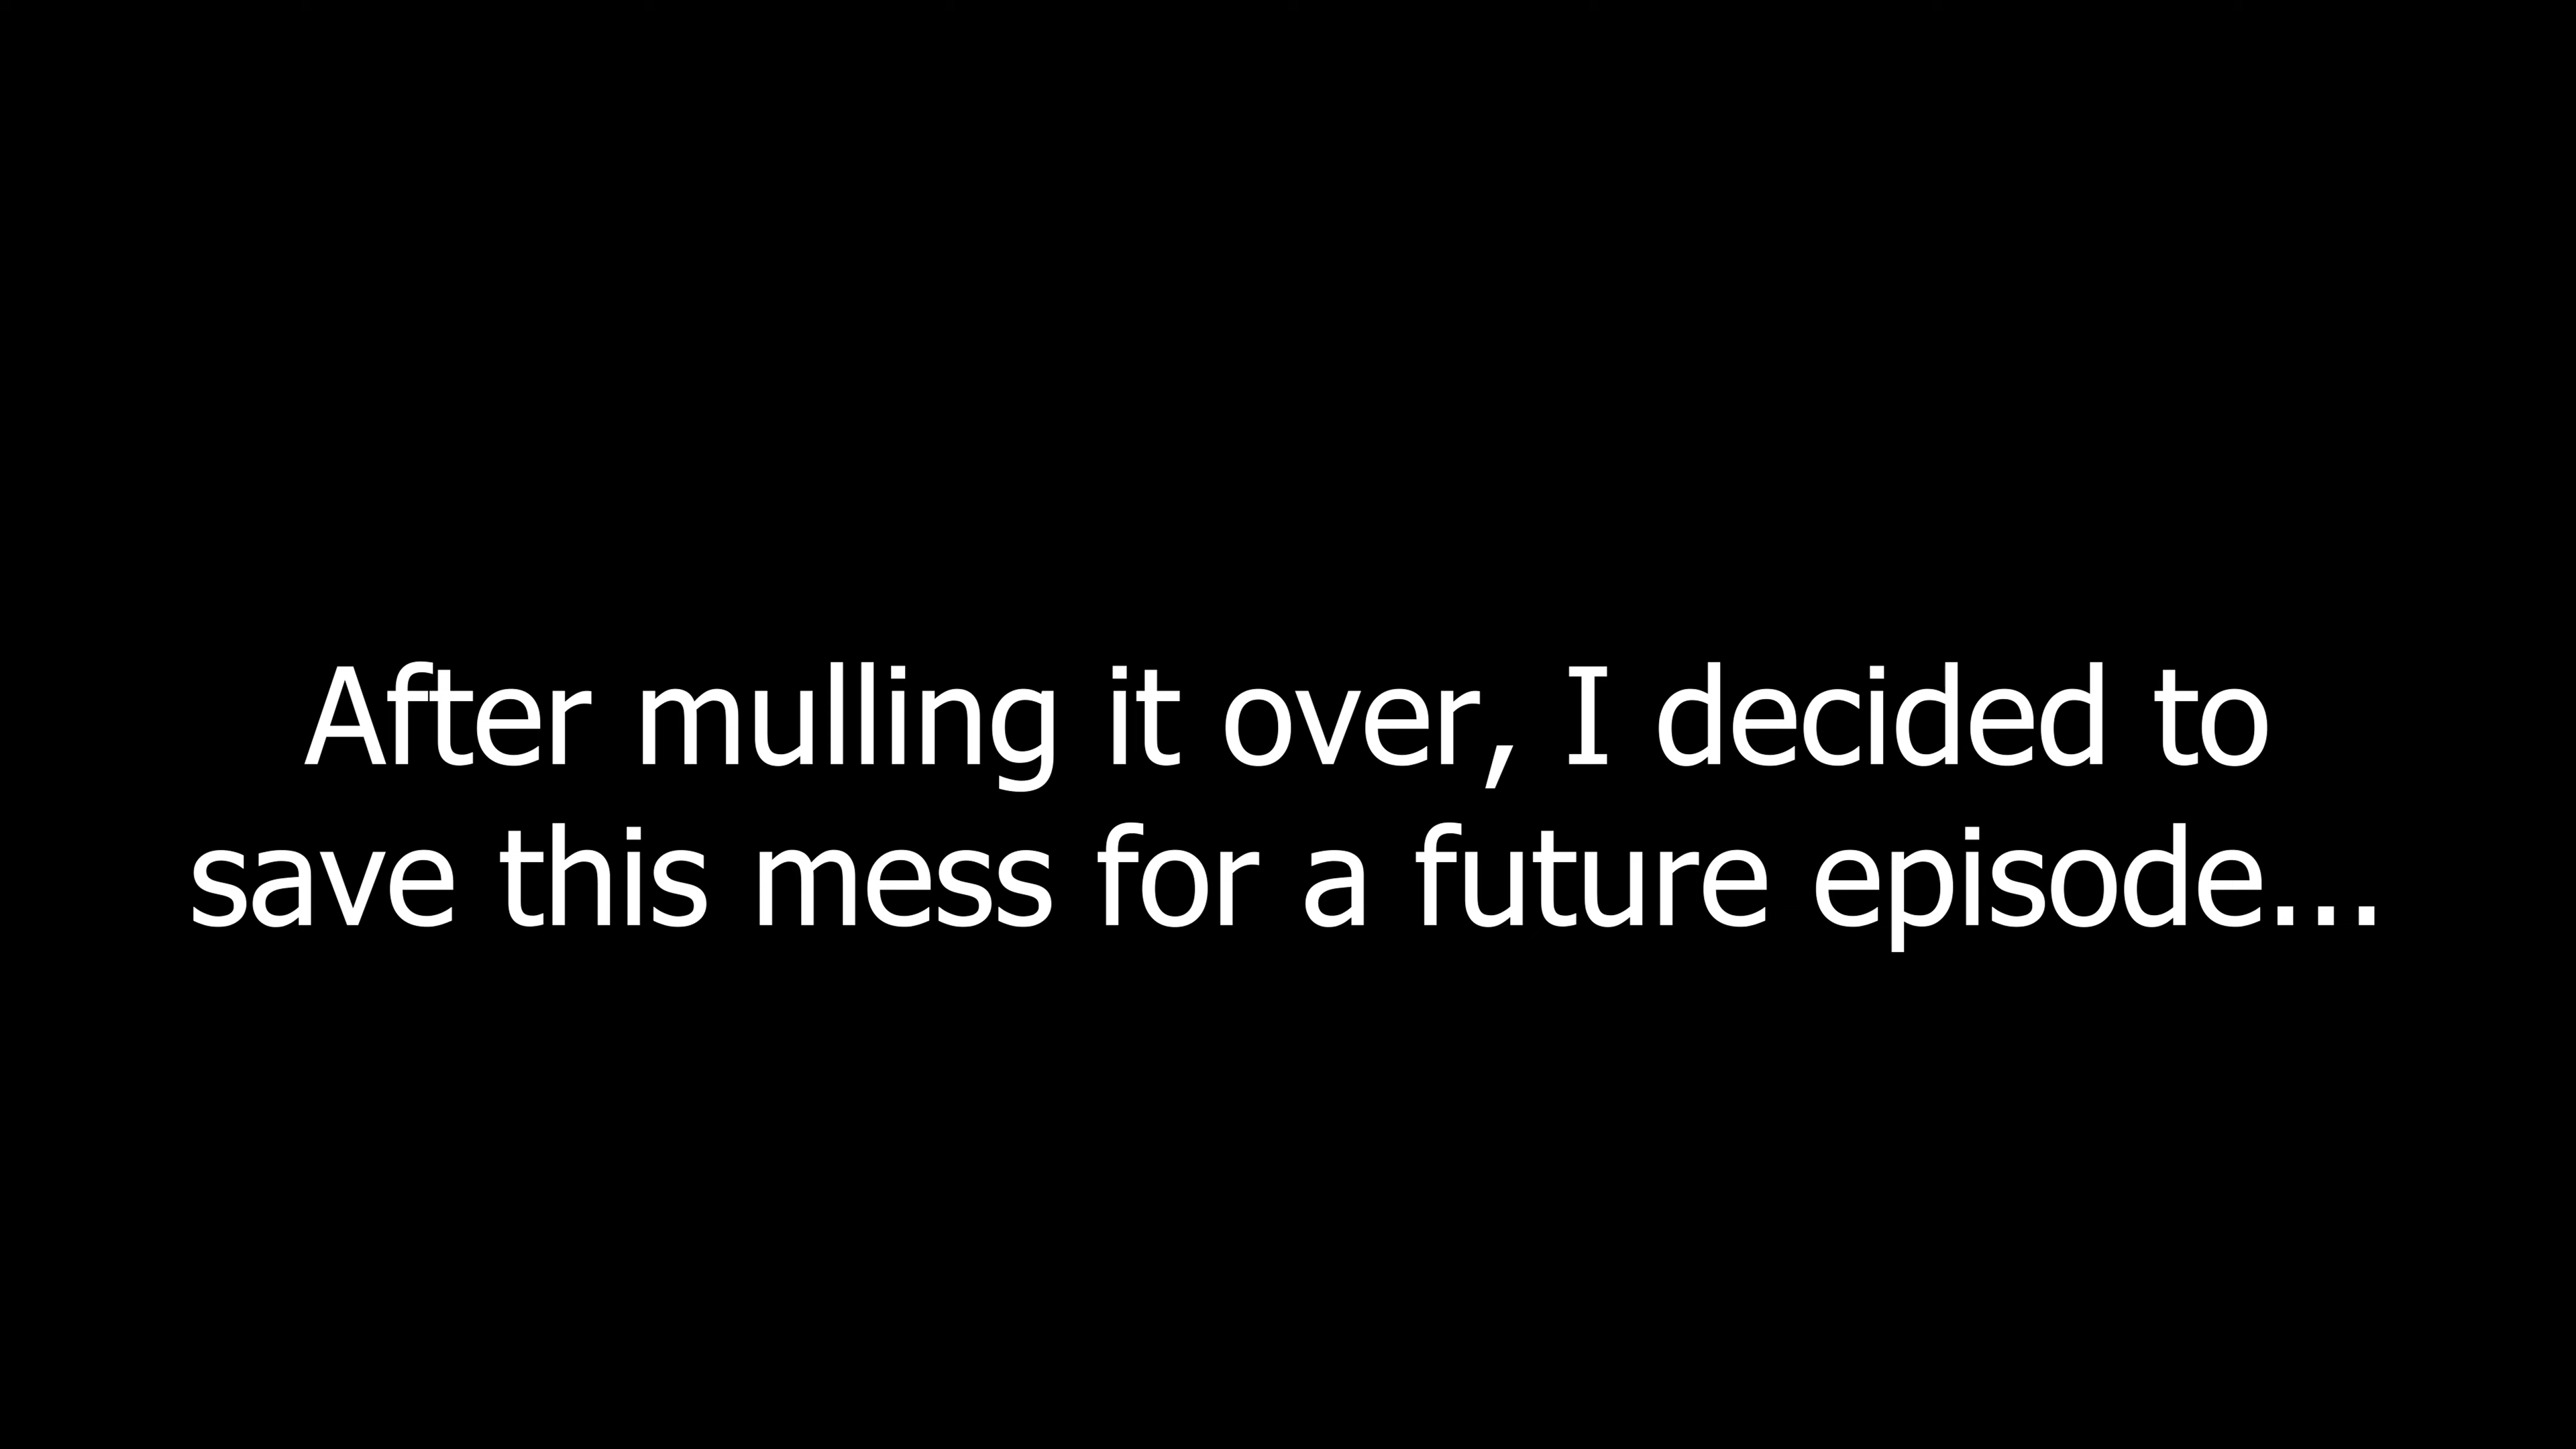 After mulling it over, I decided to
save this mess for a future episode...